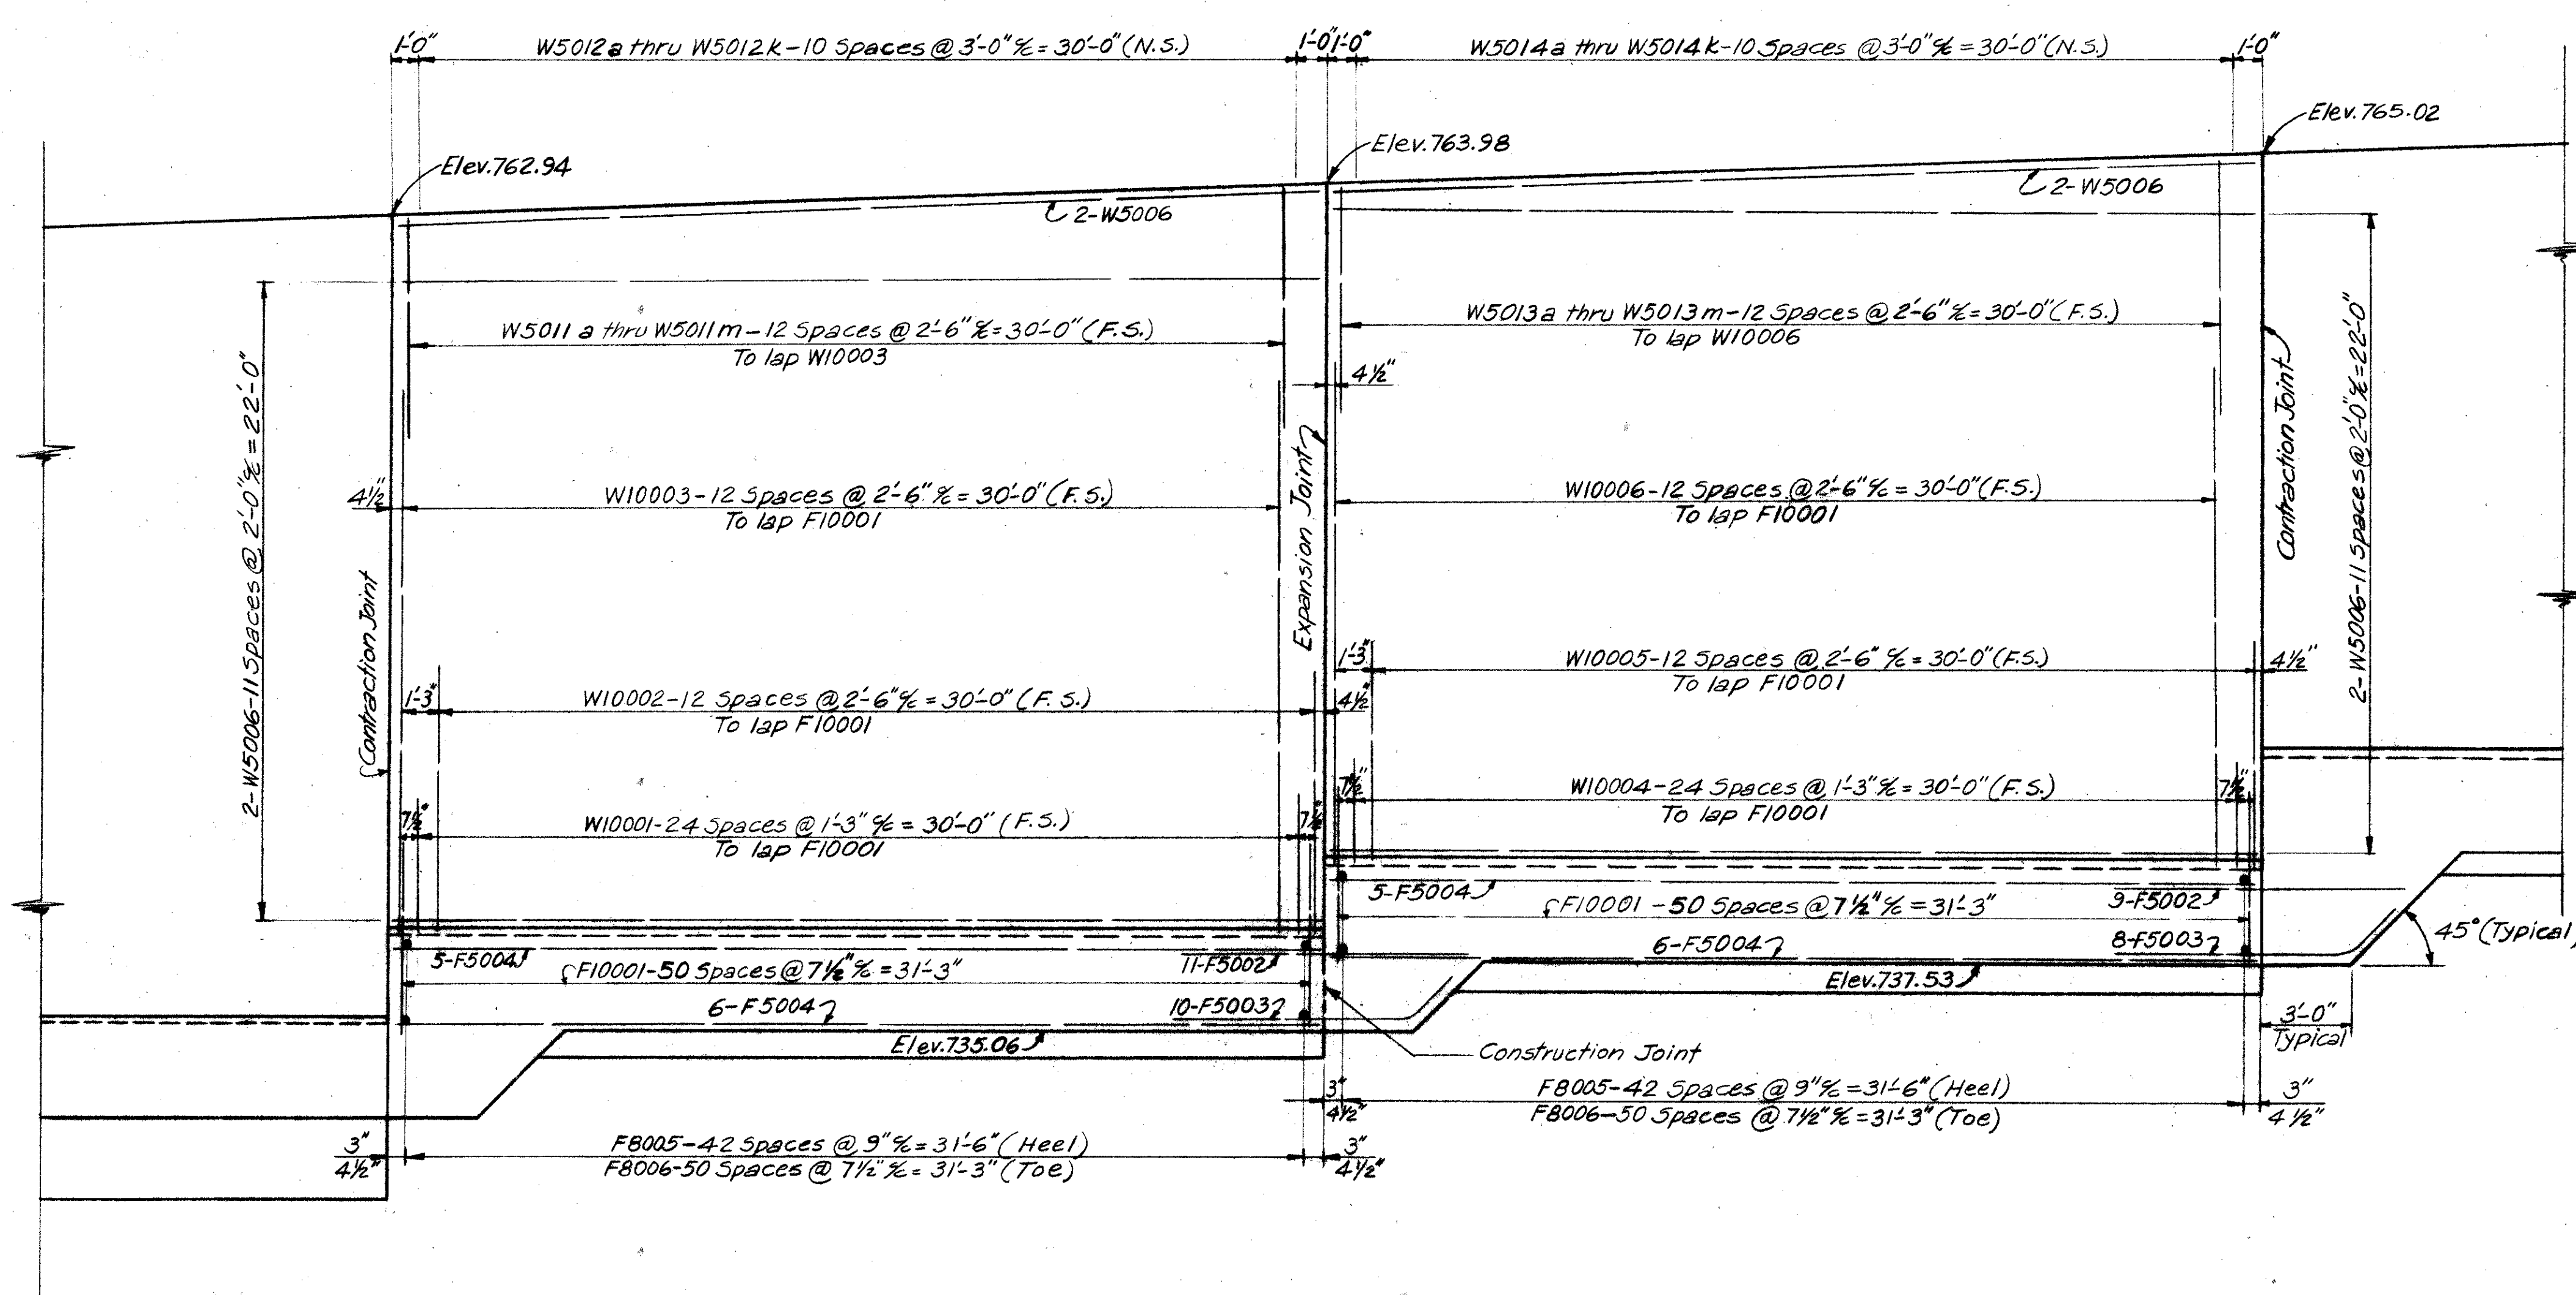 1'-0"
W5012a thru W5012k-10 Spaces @ 3'-0" ℄ = 30'-0" (N.S.)
1'-0"
1'-0"
W5014a thru W5014k-10 Spaces @ 3'-0" ℄ = 30'-0" (N.S.)
1'-0"
Elev. 762.94
Elev. 763.98
Elev. 765.02
2-W5006
2-W5006
W5011a thru W5011m-12 Spaces @ 2'-6" ℄ = 30'-0" (F.S.)
To lap W10003
W5013a thru W5013m-12 Spaces @ 2'-6" ℄ = 30'-0" (F.S.)
To lap W10006
4½"
2-W5006-11 Spaces @ 2'-0" ℄ = 22'-0"
Contraction Joint
Expansion Joint
Contraction Joint
2-W5006-11 Spaces @ 2'-0" ℄ = 22'-0"
4½"
W10003-12 Spaces @ 2'-6" ℄ = 30'-0" (F.S.)
To lap F10001
W10006-12 Spaces @ 2'-6" ℄ = 30'-0" (F.S.)
To lap F10001
1'-3"
W10002-12 Spaces @ 2'-6" ℄ = 30'-0" (F.S.)
To lap F10001
4½"
1'-3"
W10005-12 Spaces @ 2'-6" ℄ = 30'-0" (F.S.)
To lap F10001
4½"
7½"
W10001-24 Spaces @ 1'-3" ℄ = 30'-0" (F.S.)
To lap F10001
7½"
7½"
W10004-24 Spaces @ 1'-3" ℄ = 30'-0" (F.S.)
To lap F10001
7½"
5-F5004
F10001-50 Spaces @ 7½" ℄ = 31'-3"
11-F5002
6-F5004
10-F5003
Elev. 735.06
5-F5004
F10001-50 Spaces @ 7½" ℄ = 31'-3"
9-F5002
6-F5004
8-F5003
Elev. 737.53
45° (Typical)
3'-0"
Typical
Construction Joint
3"
4½"
F8005-42 Spaces @ 9" ℄ = 31'-6" (Heel)
F8006-50 Spaces @ 7½" ℄ = 31'-3" (Toe)
3"
4½"
3"
4½"
F8005-42 Spaces @ 9" ℄ = 31'-6" (Heel)
F8006-50 Spaces @ 7½" ℄ = 31'-3" (Toe)
3"
4½"